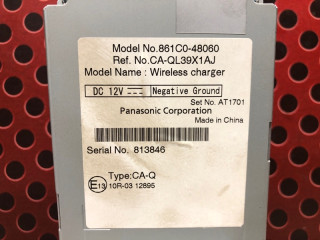 Model No.861C0-48060
Ref. No.CA-QL39X1AJ
Model Name : Wireless charger
DC 12V Negative Ground
Set No. AT1701
Panasonic Corporation
Made in China
Serial No. 813846
Type:CA-Q
E13 10R-03 12895